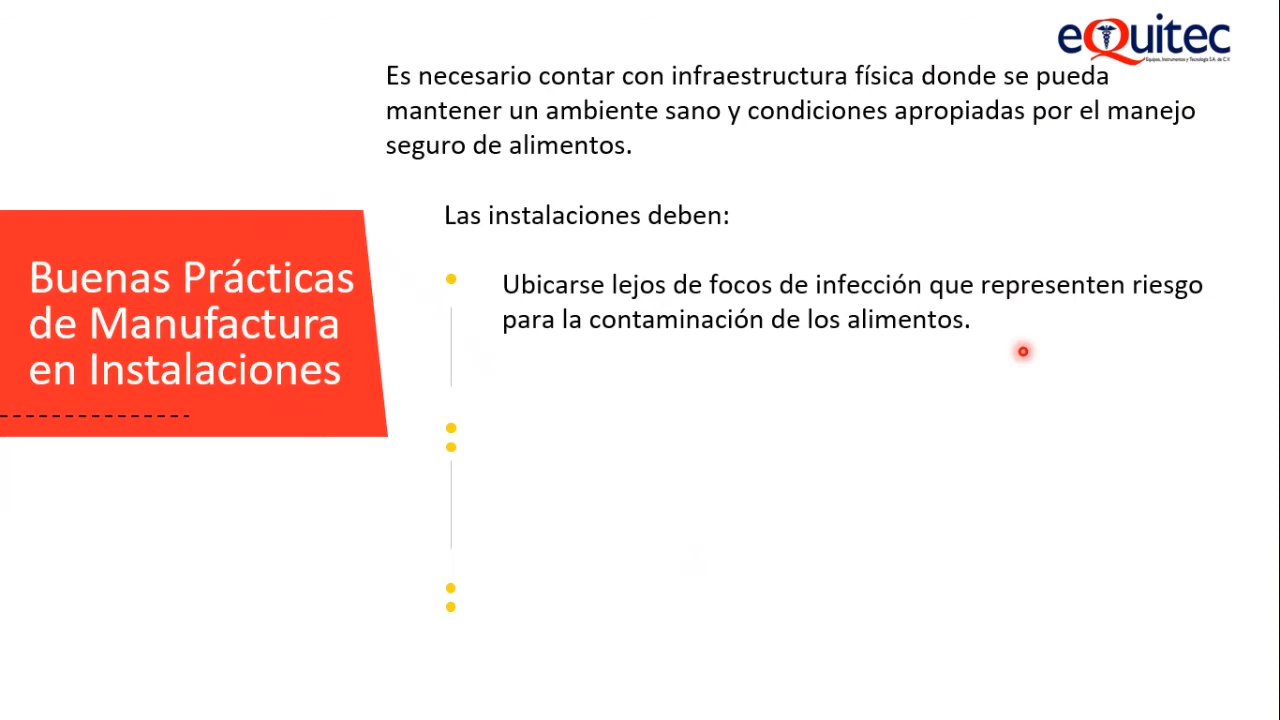 eQuitec
Equipos, Instrumentos y Tecnología S.A. de C.V.
Es necesario contar con infraestructura física donde se pueda
mantener un ambiente sano y condiciones apropiadas por el manejo
seguro de alimentos.
Las instalaciones deben:
Buenas Prácticas
de Manufactura
en Instalaciones
Ubicarse lejos de focos de infección que representen riesgo
para la contaminación de los alimentos.